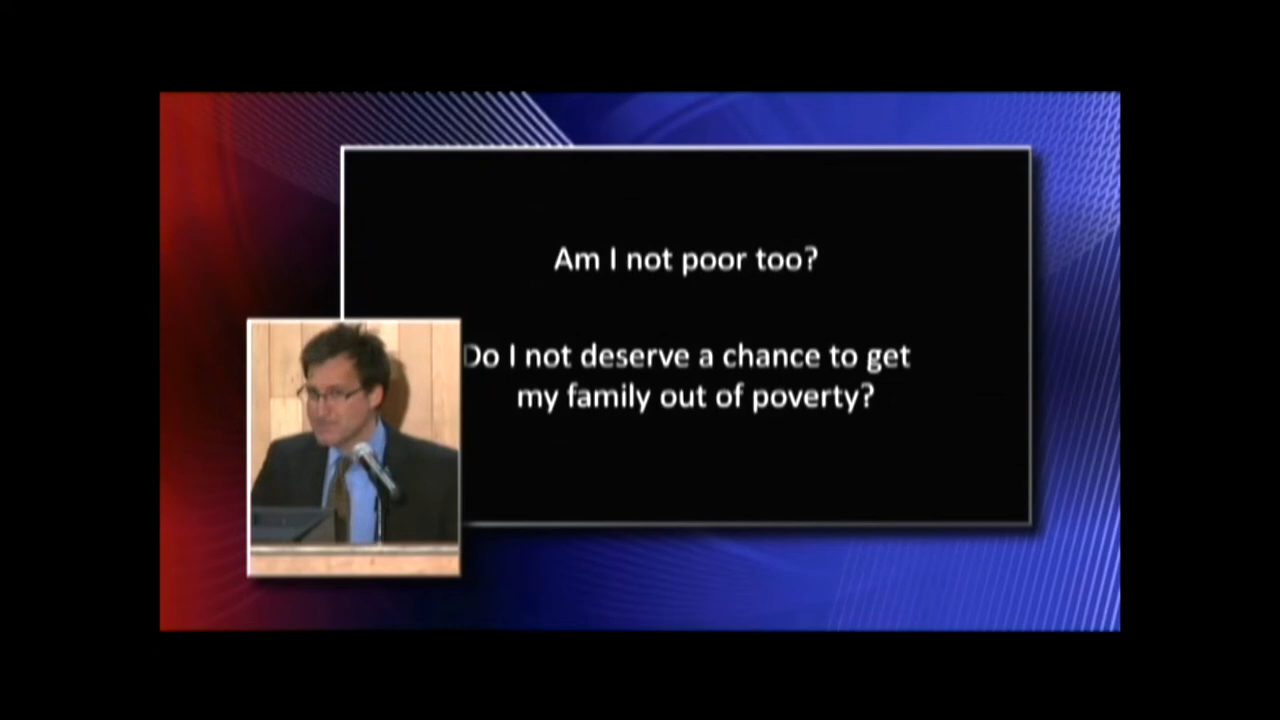 Am I not poor too?
Do I not deserve a chance to get
my family out of poverty?